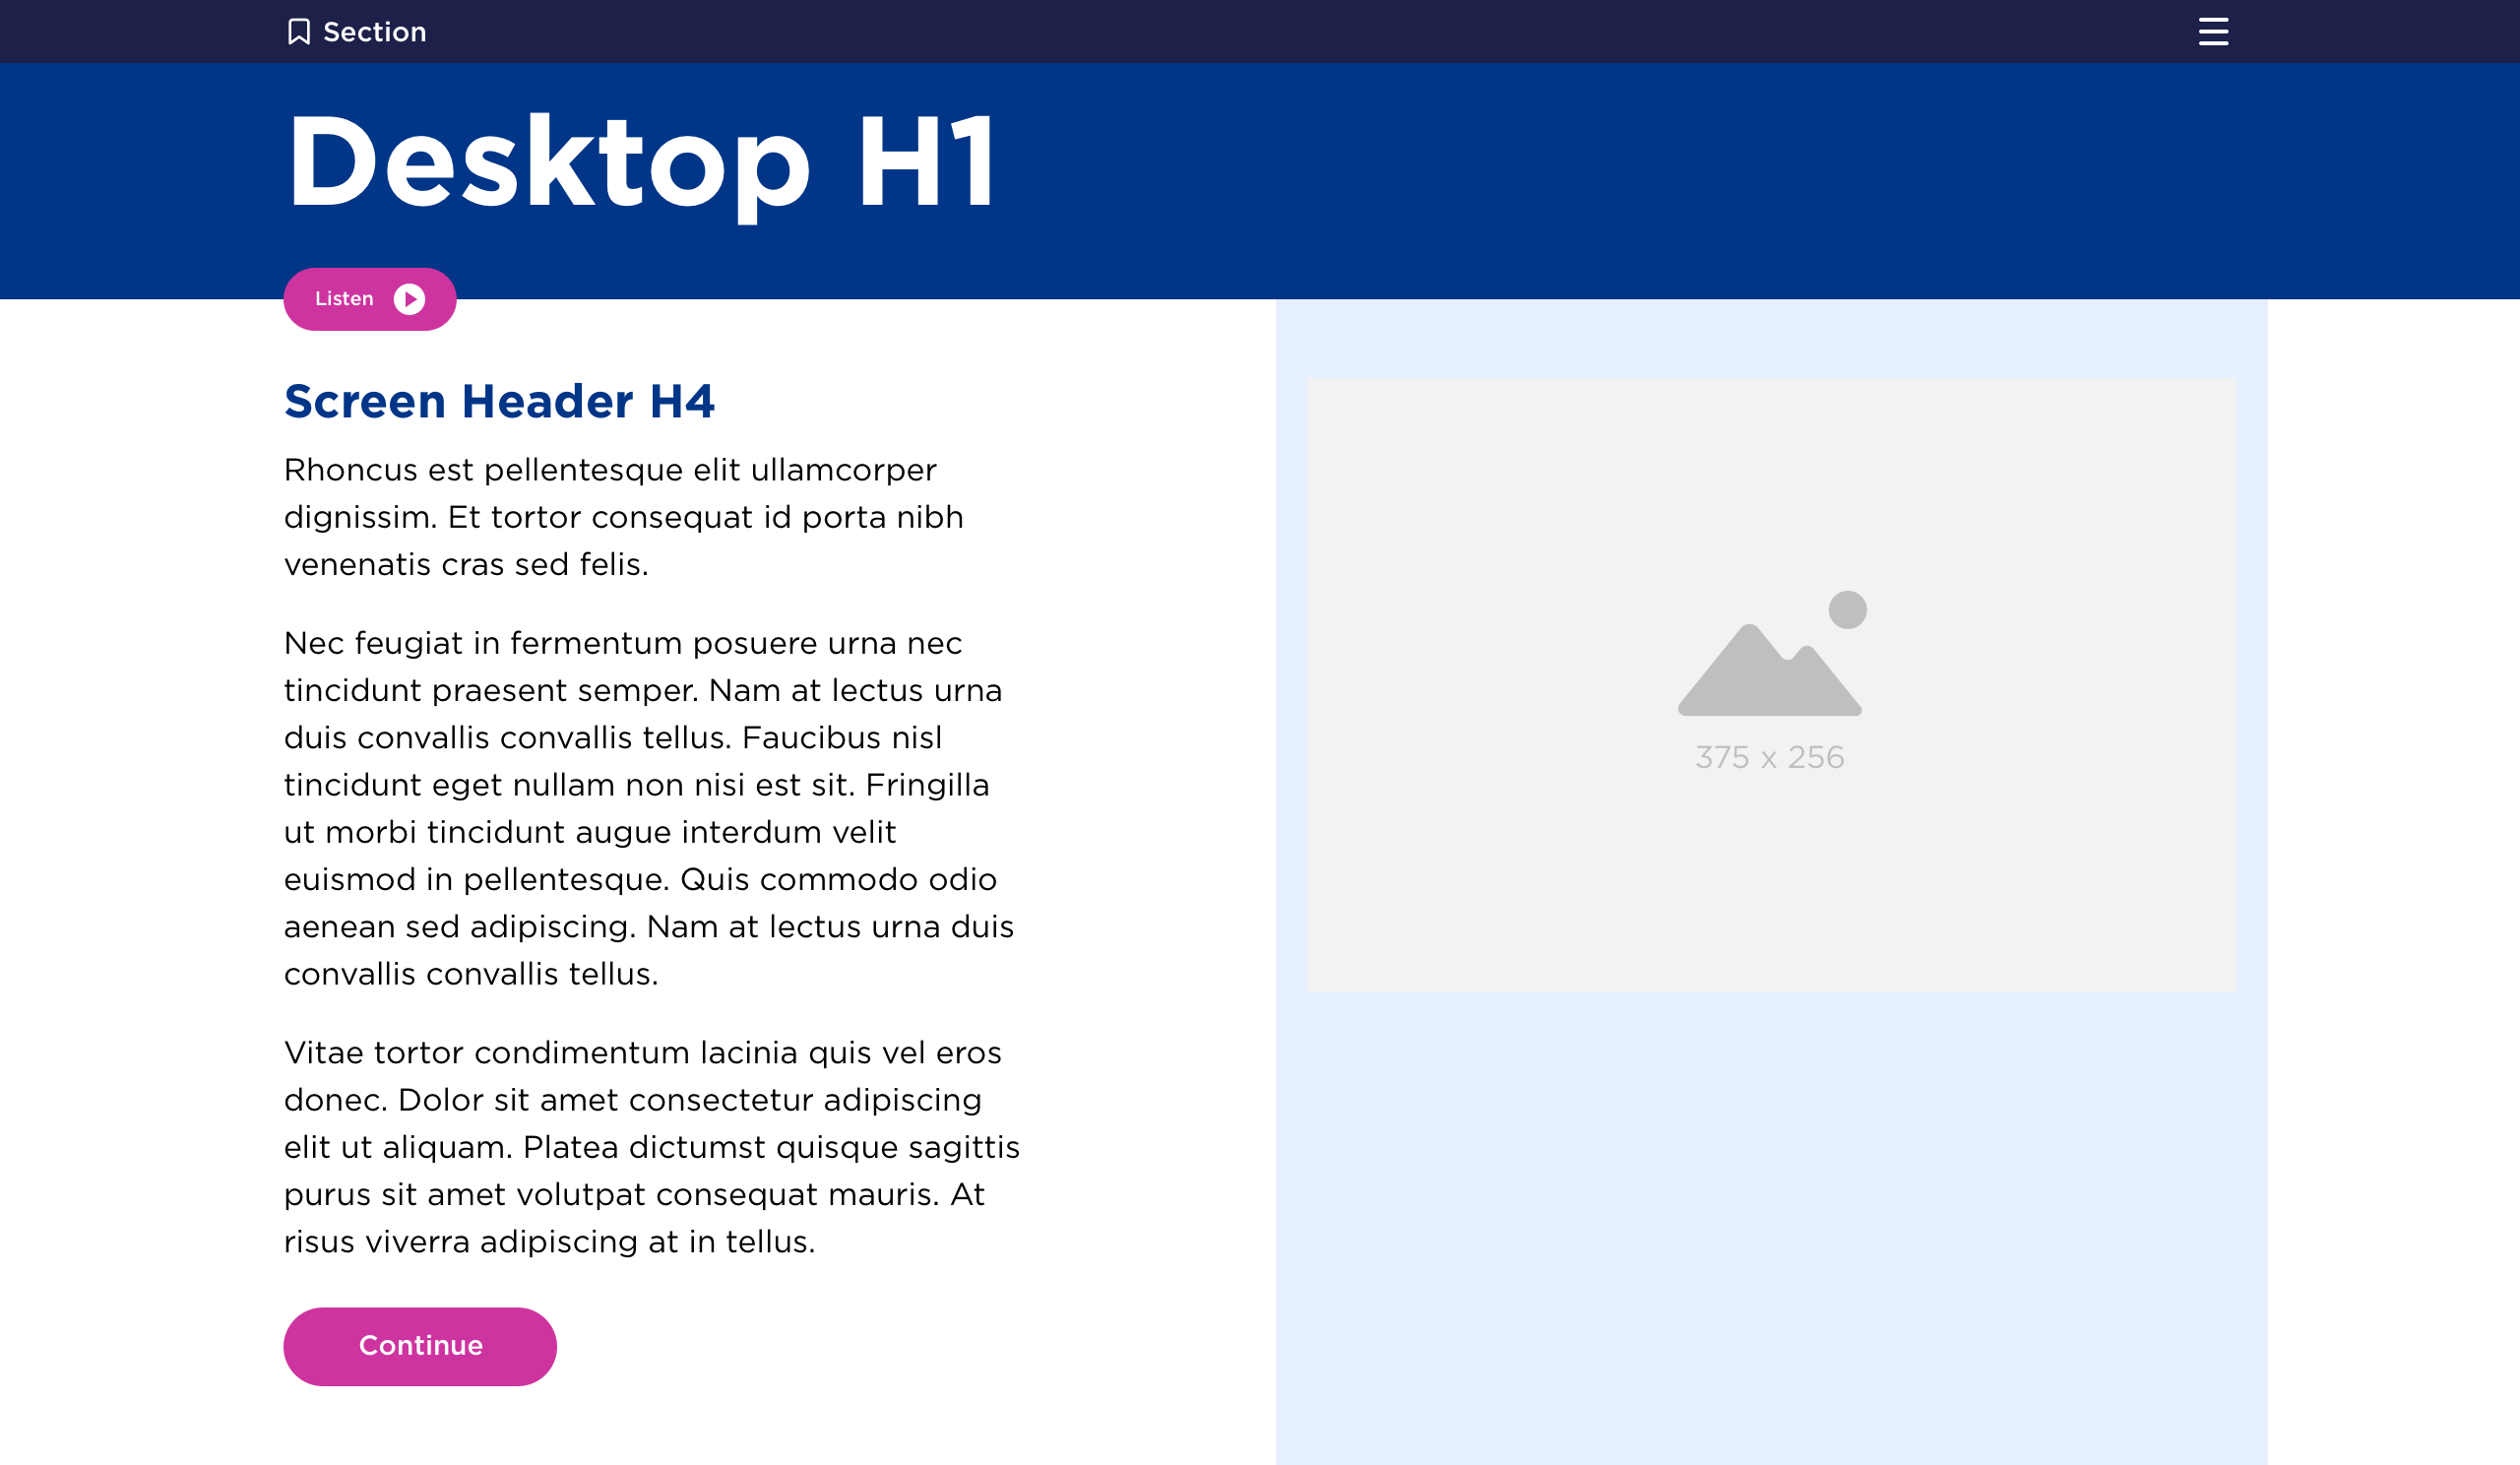 Section
Desktop H1
Listen
Screen Header H4
Rhoncus est pellentesque elit ullamcorper
dignissim. Et tortor consequat id porta nibh
venenatis cras sed felis.
Nec feugiat in fermentum posuere urna nec
tincidunt praesent semper. Nam at lectus urna
duis convallis convallis tellus. Faucibus nisl
tincidunt eget nullam non nisi est sit. Fringilla
ut morbi tincidunt augue interdum velit
euismod in pellentesque. Quis commodo odio
aenean sed adipiscing. Nam at lectus urna duis
convallis convallis tellus.
Vitae tortor condimentum lacinia quis vel eros
donec. Dolor sit amet consectetur adipiscing
elit ut aliquam. Platea dictumst quisque sagittis
purus sit amet volutpat consequat mauris. At
risus viverra adipiscing at in tellus.
Continue
375 x 256